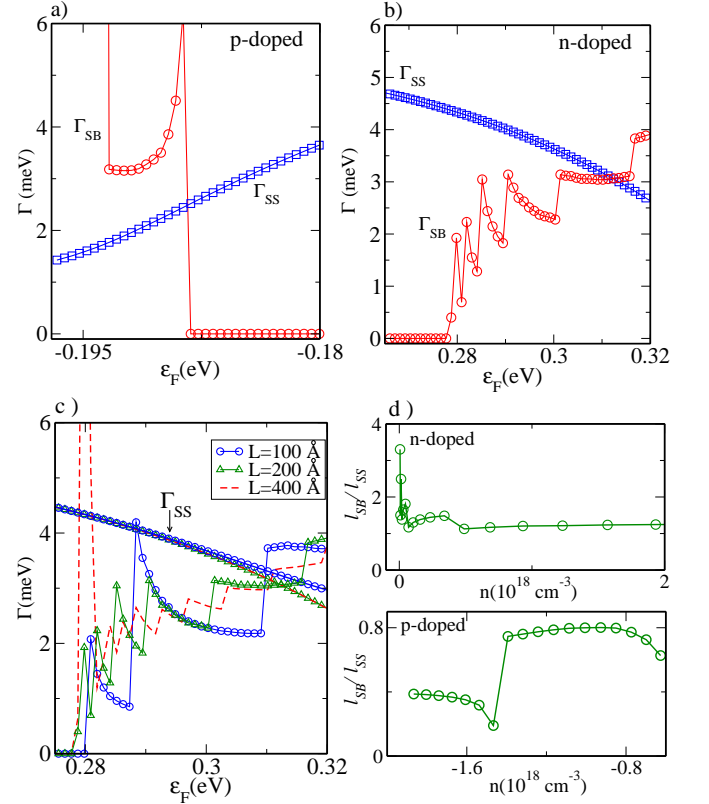 a)
p-doped
6
4
2
0
Γ (meV)
Γ_SB
Γ_SS
-0.195
-0.18
ε_F(eV)
b)
n-doped
6
5
4
3
2
1
0
Γ (meV)
Γ_SS
Γ_SB
0.28
0.3
0.32
ε_F(eV)
c )
6
4
2
0
Γ(meV)
L=100 Å
L=200 Å
L=400 Å
Γ_SS
0.28
0.3
0.32
ε_F(eV)
d )
n-doped
4
2
0
l_SB/l_SS
0
2
n(10^18 cm^-3)
p-doped
0.8
0.4
0
l_SB/l_SS
-1.6
-0.8
n(10^18 cm^-3)